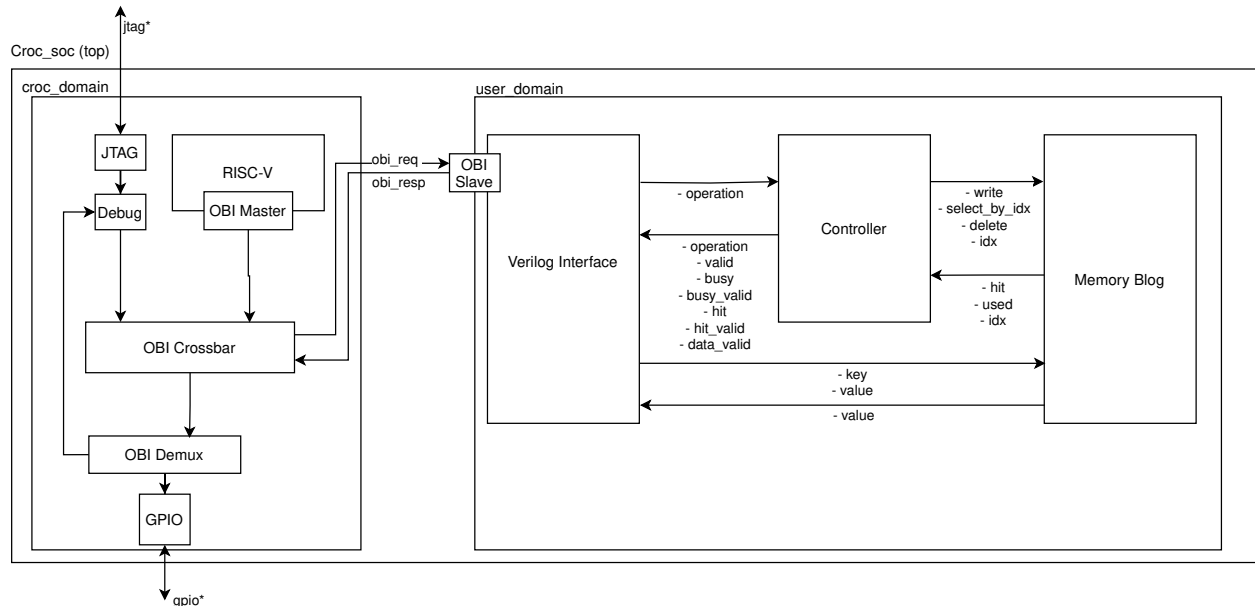 jtag*
Croc_soc (top)
croc_domain
user_domain
JTAG
RISC-V
OBI Master
Debug
OBI Crossbar
OBI Demux
GPIO
gpio*
obi_req
obi_resp
OBI
Slave
Verilog Interface
- operation
- operation
- valid
- busy
- busy_valid
- hit
- hit_valid
- data_valid
Controller
- write
- select_by_idx
- delete
- idx
- hit
- used
- idx
Memory Blog
- key
- value
- value